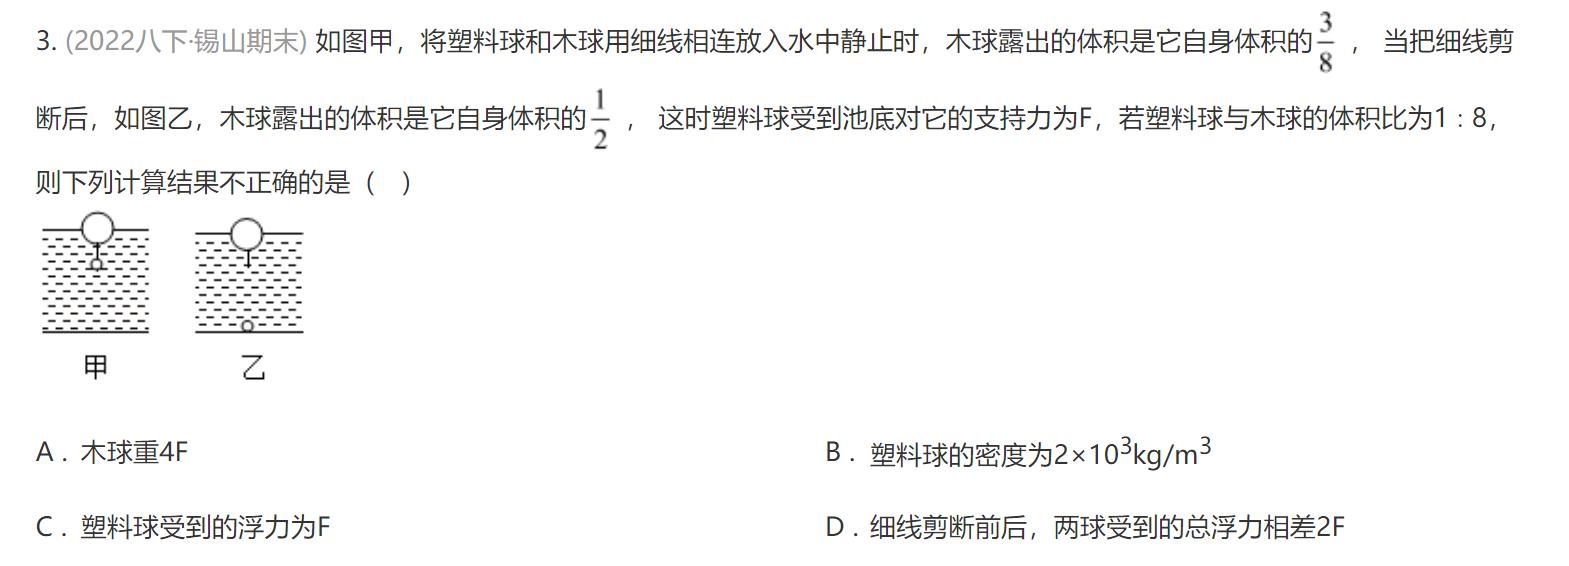 3. (2022八下·锡山期末) 如图甲，将塑料球和木球用细线相连放入水中静止时，木球露出的体积是它自身体积的3/8 ， 当把细线剪
断后，如图乙，木球露出的体积是它自身体积的1/2 ， 这时塑料球受到池底对它的支持力为F，若塑料球与木球的体积比为1：8，
则下列计算结果不正确的是（ ）
甲 乙
A．木球重4F B．塑料球的密度为2×10³kg/m³
C．塑料球受到的浮力为F D．细线剪断前后，两球受到的总浮力相差2F